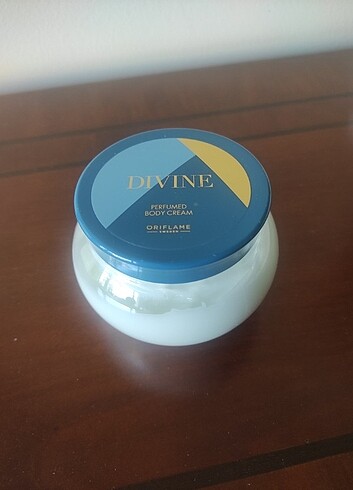 DIVINE
PERFUMED
BODY CREAM
ORIFLAME
SWEDEN